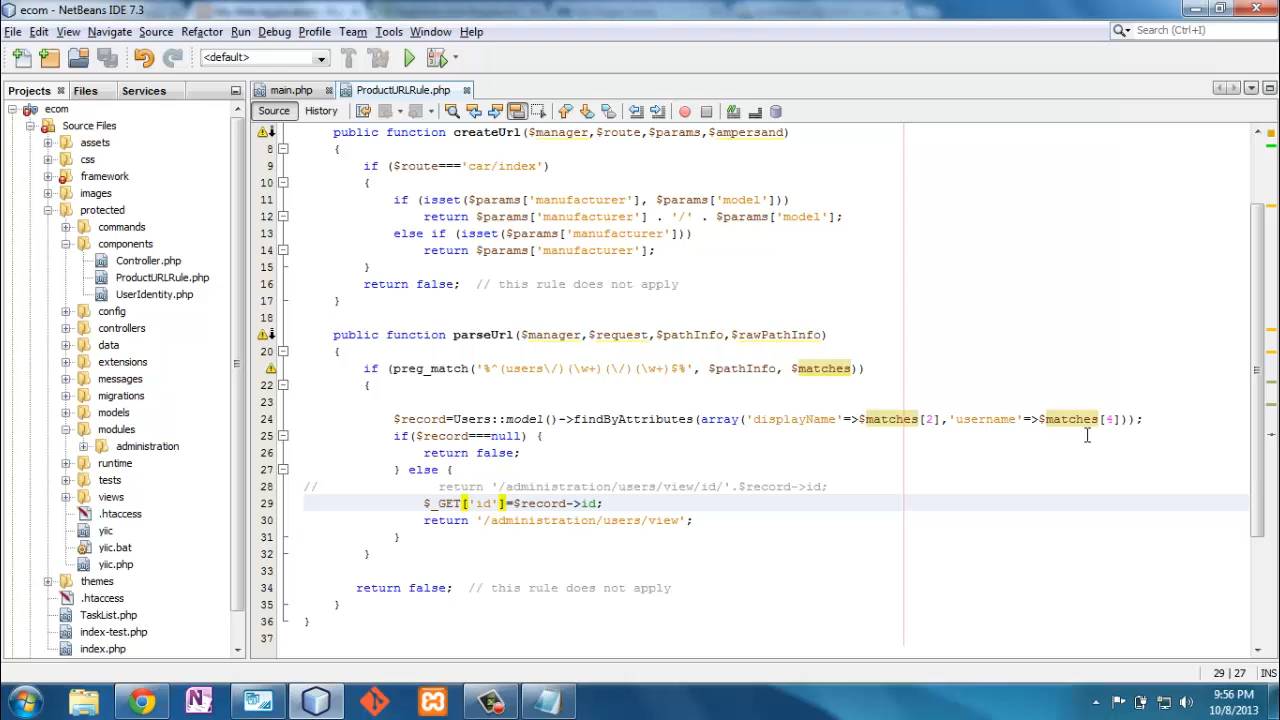 ecom - NetBeans IDE 7.3
File Edit View Navigate Source Refactor Run Debug Profile Team Tools Window Help
Search (Ctrl+I)
<default>
Projects Files Services
main.php ProductURLRule.php
Source History
ecom
Source Files
assets
css
framework
images
protected
commands
components
Controller.php
ProductURLRule.php
UserIdentity.php
config
controllers
data
extensions
messages
migrations
models
modules
administration
runtime
tests
views
.htaccess
yiic
yiic.bat
yiic.php
themes
.htaccess
TaskList.php
index-test.php
index.php
public function createUrl($manager,$route,$params,$ampersand)
8 {
9 if ($route==='car/index')
10 {
11 if (isset($params['manufacturer'], $params['model']))
12 return $params['manufacturer'] . '/' . $params['model'];
13 else if (isset($params['manufacturer']))
14 return $params['manufacturer'];
15 }
16 return false; // this rule does not apply
17 }
18
public function parseUrl($manager,$request,$pathInfo,$rawPathInfo)
20 {
if (preg_match('%^(users\/)(\w+)(\/)(\w+)$%', $pathInfo, $matches))
22 {
24 $record=Users::model()->findByAttributes(array('displayName'=>$matches[2],'username'=>$matches[4]));
25 if($record===null) {
26 return false;
27 } else {
28 // return '/administration/users/view/id/'.$record->id;
29 $_GET['id']=$record->id;
30 return '/administration/users/view';
31 }
32 }
34 return false; // this rule does not apply
35 }
36 }
37
29 | 27
9:56 PM
10/8/2013